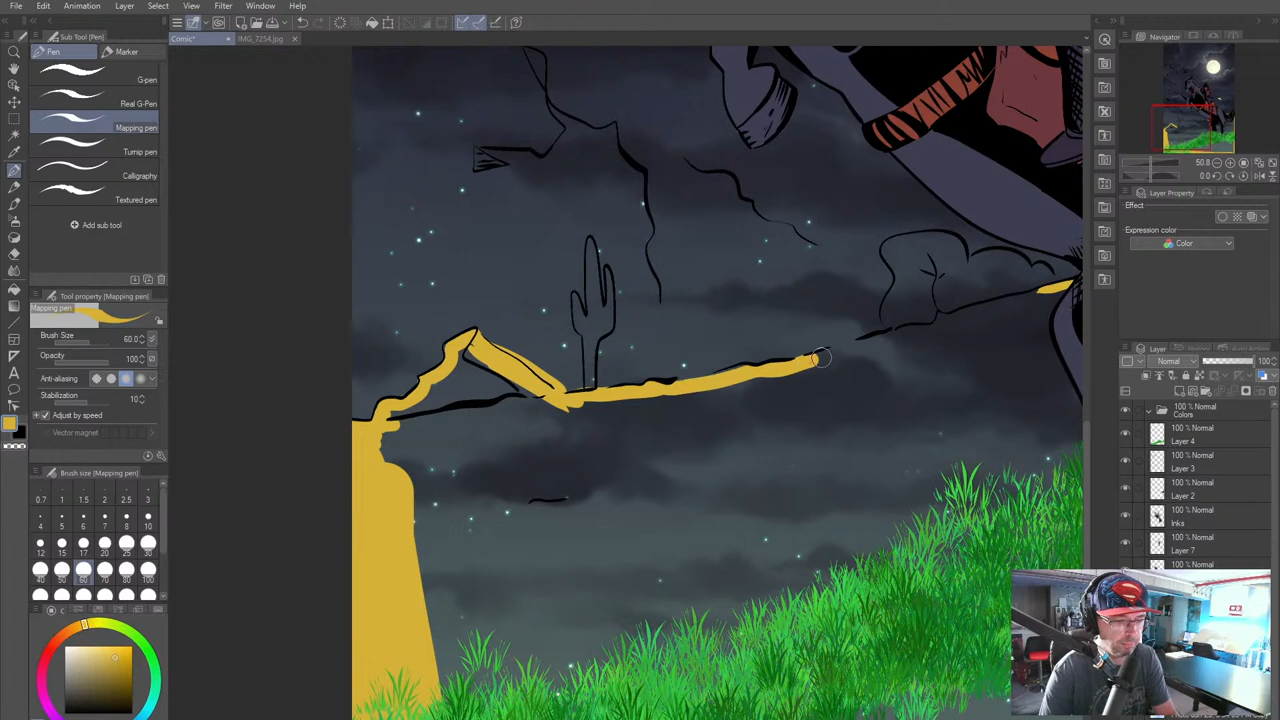 File Edit Animation Layer Select View Filter Window Help
Sub Tool [Pen]
Pen Marker
G-pen
Real G-Pen
Mapping pen
Turnip pen
Calligraphy
Textured pen
Add sub tool
Tool property [Mapping pen]
Mapping pen
Brush Size 60.0
Opacity 100
Anti-aliasing
Stabilization 10
Adjust by speed
Vector magnet
Brush size [Mapping pen]
0.7 1 1.5 2 2.5 3
4 5 6 7 8 10
12 15 17 20 25 30
40 50 60 70 80 100
Comic* IMG_7254.jpg
Navigator
50.8
0.0
Layer Property
Effect
Expression color
Color
Layer
Normal 100
100 % Normal
Colors
100 % Normal
Layer 4
100 % Normal
Layer 3
100 % Normal
Layer 2
100 % Normal
Inks
100 % Normal
Layer 7
100 % Normal